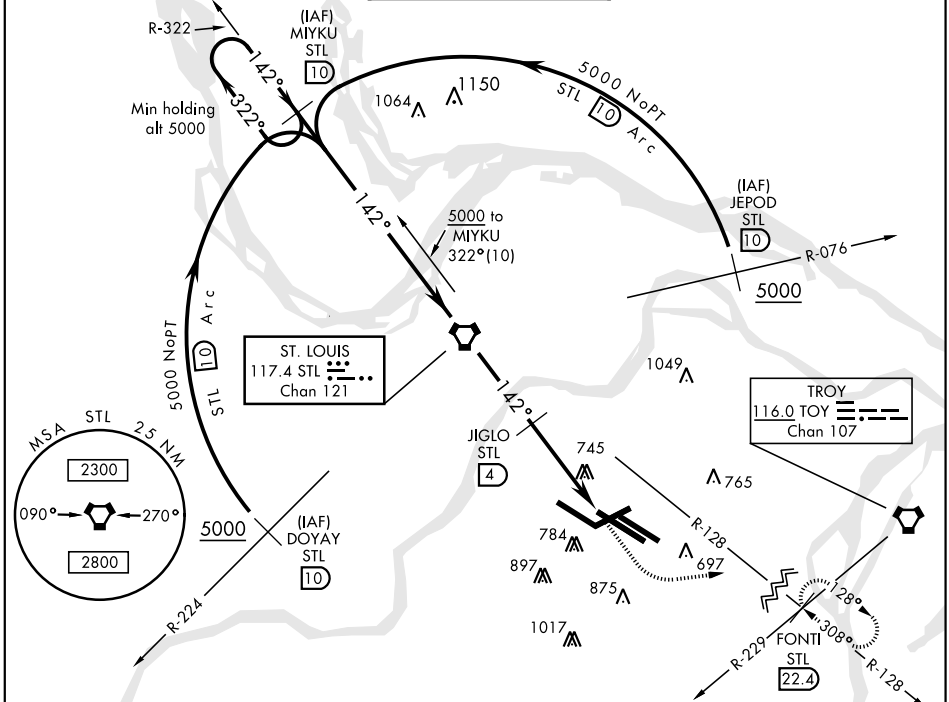 R-322
(IAF)
MIYKU
STL
10
142°
322°
Min holding
alt 5000
1064
1150
5000 NoPT
STL 10 Arc
(IAF)
JEPOD
STL
10
R-076
5000
142°
5000 to
MIYKU
322°(10)
5000 NoPT
STL 10 Arc
ST. LOUIS
117.4 STL
Chan 121
1049
TROY
116.0 TOY
Chan 107
142°
JIGLO
STL
4
745
765
MSA STL 25 NM
2300
090°
270°
2800
5000
(IAF)
DOYAY
STL
10
R-224
R-128
784
697
897
875
1017
128°
308°
FONTI
STL
22.4
R-229
R-128